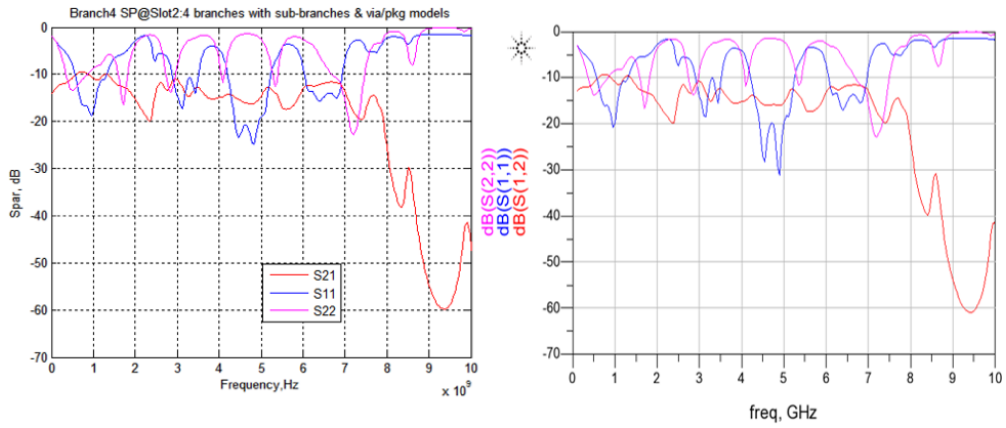 Branch4 SP@Slot2:4 branches with sub-branches & via/pkg models
0
-10
-20
-30
-40
-50
-60
-70
Spar, dB
S21
S11
S22
0 1 2 3 4 5 6 7 8 9 10
Frequency,Hz
x 10^9
dB(S(2,2))
dB(S(1,1))
dB(S(1,2))
0
-10
-20
-30
-40
-50
-60
-70
0 1 2 3 4 5 6 7 8 9 10
freq, GHz